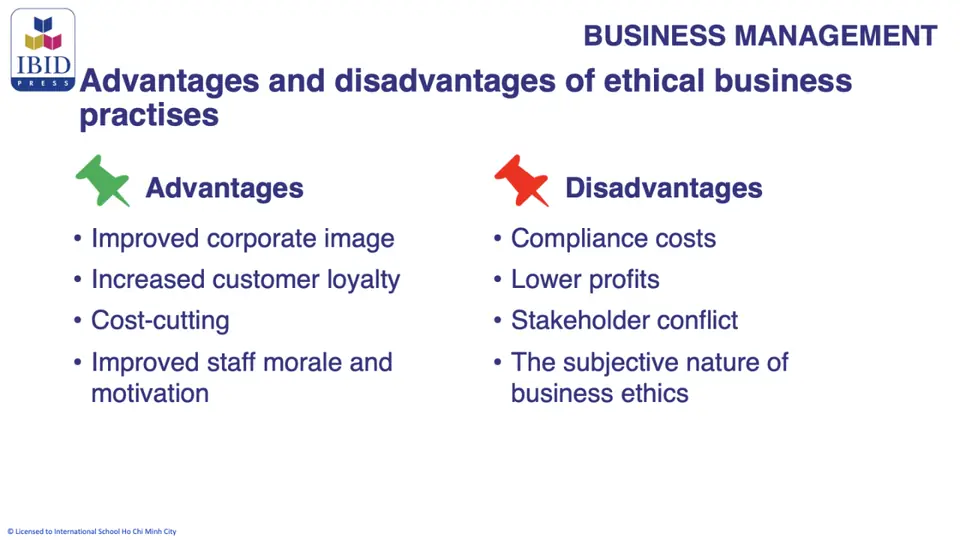 IBID
PRESS
BUSINESS MANAGEMENT
Advantages and disadvantages of ethical business
practises
Advantages
• Improved corporate image
• Increased customer loyalty
• Cost-cutting
• Improved staff morale and
motivation
Disadvantages
• Compliance costs
• Lower profits
• Stakeholder conflict
• The subjective nature of
business ethics
© Licensed to International School Ho Chi Minh City